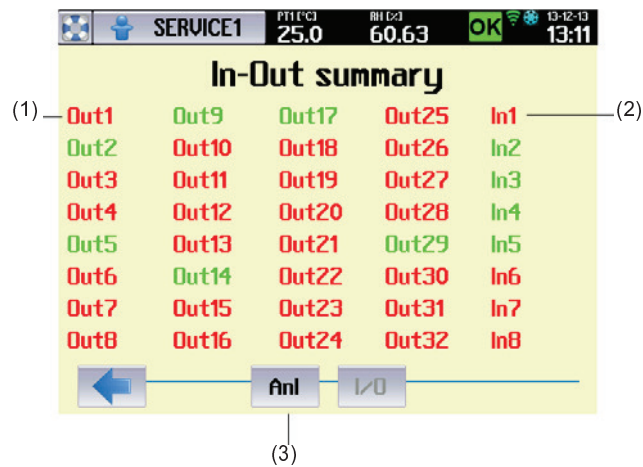 SERVICE1 PT1 [°C] 25.0 RH [%] 60.63 OK 13-12-13 13:11
In-Out summary
(1) Out1 Out9 Out17 Out25 In1 (2)
Out2 Out10 Out18 Out26 In2
Out3 Out11 Out19 Out27 In3
Out4 Out12 Out20 Out28 In4
Out5 Out13 Out21 Out29 In5
Out6 Out14 Out22 Out30 In6
Out7 Out15 Out23 Out31 In7
Out8 Out16 Out24 Out32 In8
AnI I/O
(3)